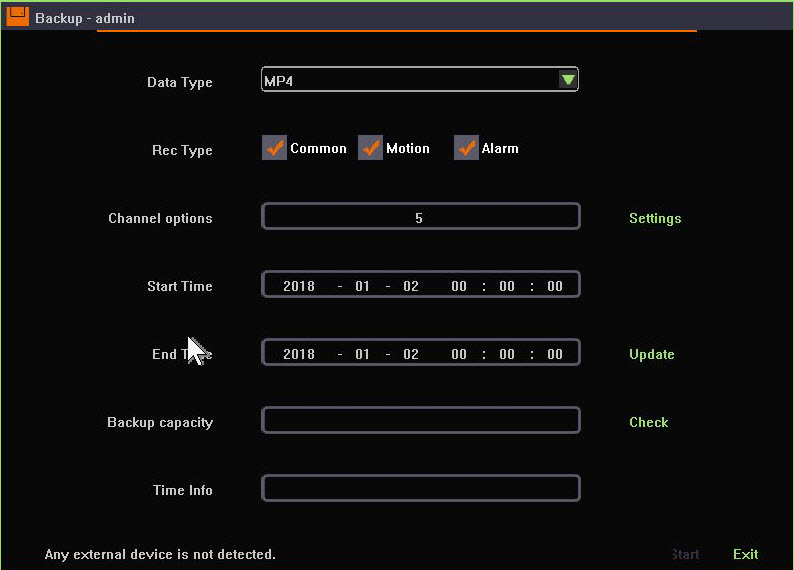 Backup - admin
Data Type MP4
Rec Type Common Motion Alarm
Channel options 5 Settings
Start Time 2018 - 01 - 02 00 : 00 : 00
End Time 2018 - 01 - 02 00 : 00 : 00 Update
Backup capacity Check
Time Info
Any external device is not detected. Start Exit